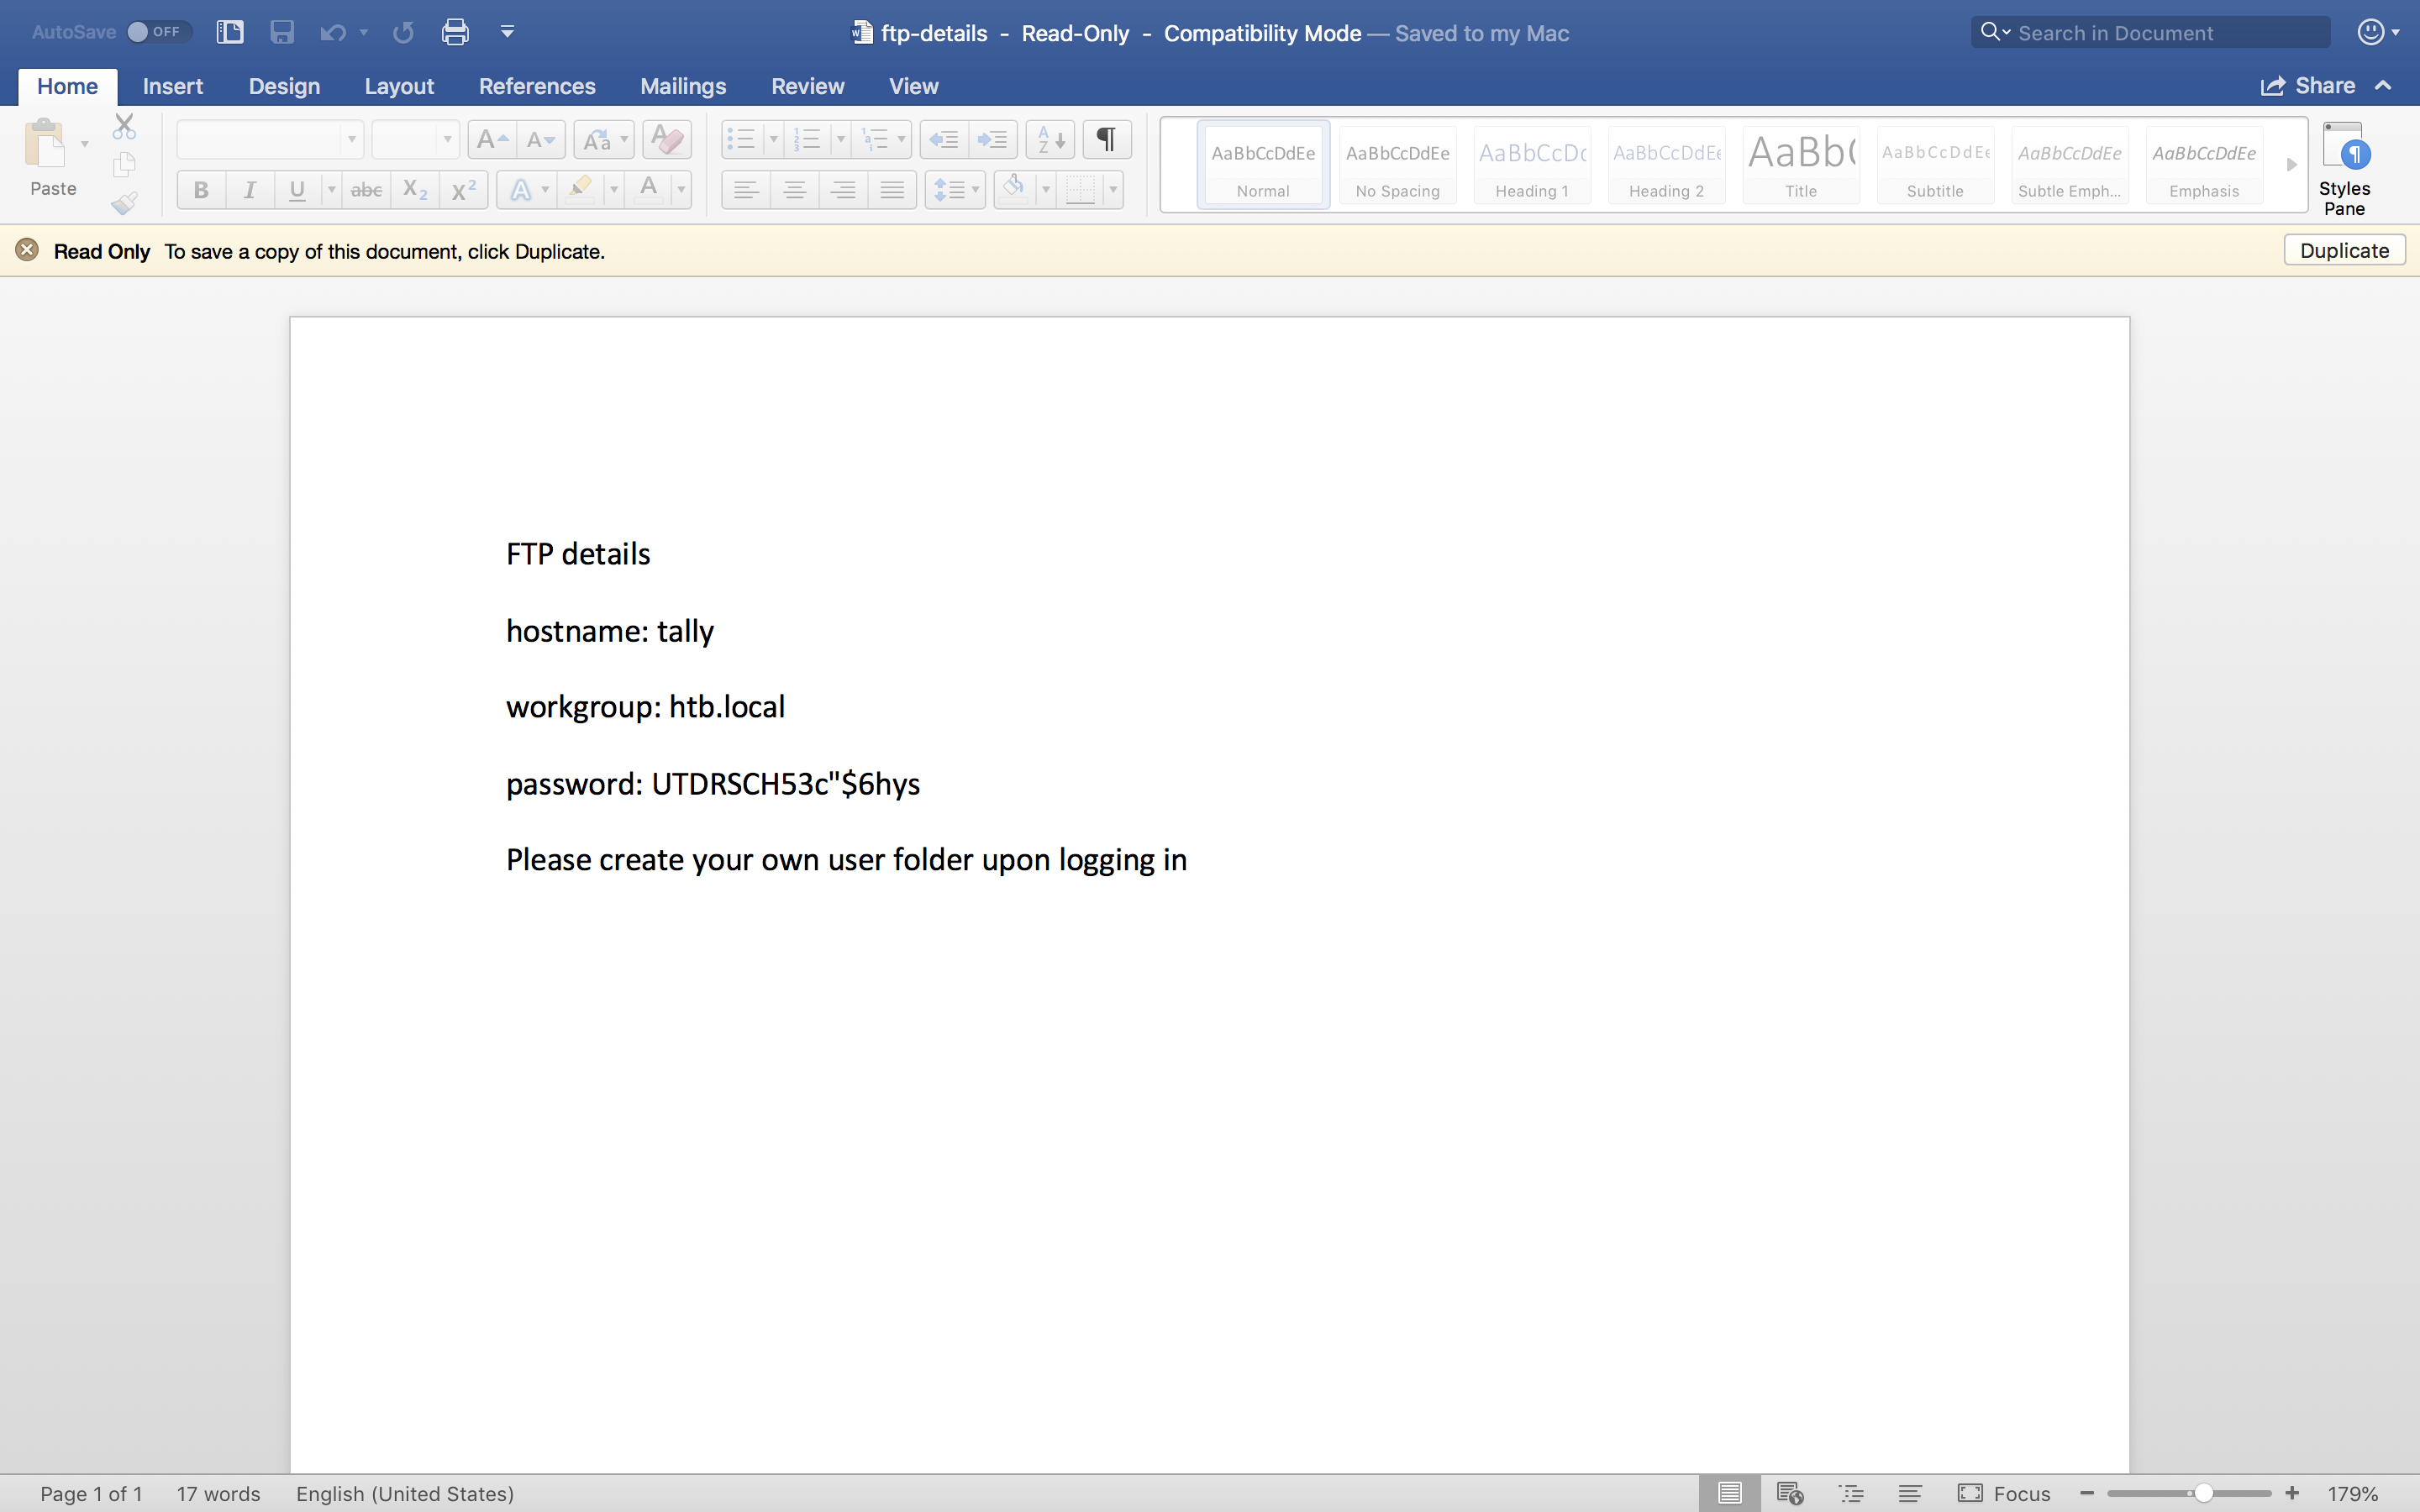 AutoSave OFF
ftp-details - Read-Only - Compatibility Mode — Saved to my Mac
Search in Document
Home Insert Design Layout References Mailings Review View
Share
Paste
AaBbCcDdEe AaBbCcDdEe AaBbCcDc AaBbCcDdEe AaBb( AaBbCcDdEe AaBbCcDdEe AaBbCcDdEe
Normal No Spacing Heading 1 Heading 2 Title Subtitle Subtle Emph... Emphasis
Styles
Pane
Read Only To save a copy of this document, click Duplicate.
Duplicate
FTP details
hostname: tally
workgroup: htb.local
password: UTDRSCH53c"$6hys
Please create your own user folder upon logging in
Page 1 of 1 17 words English (United States)
Focus
179%